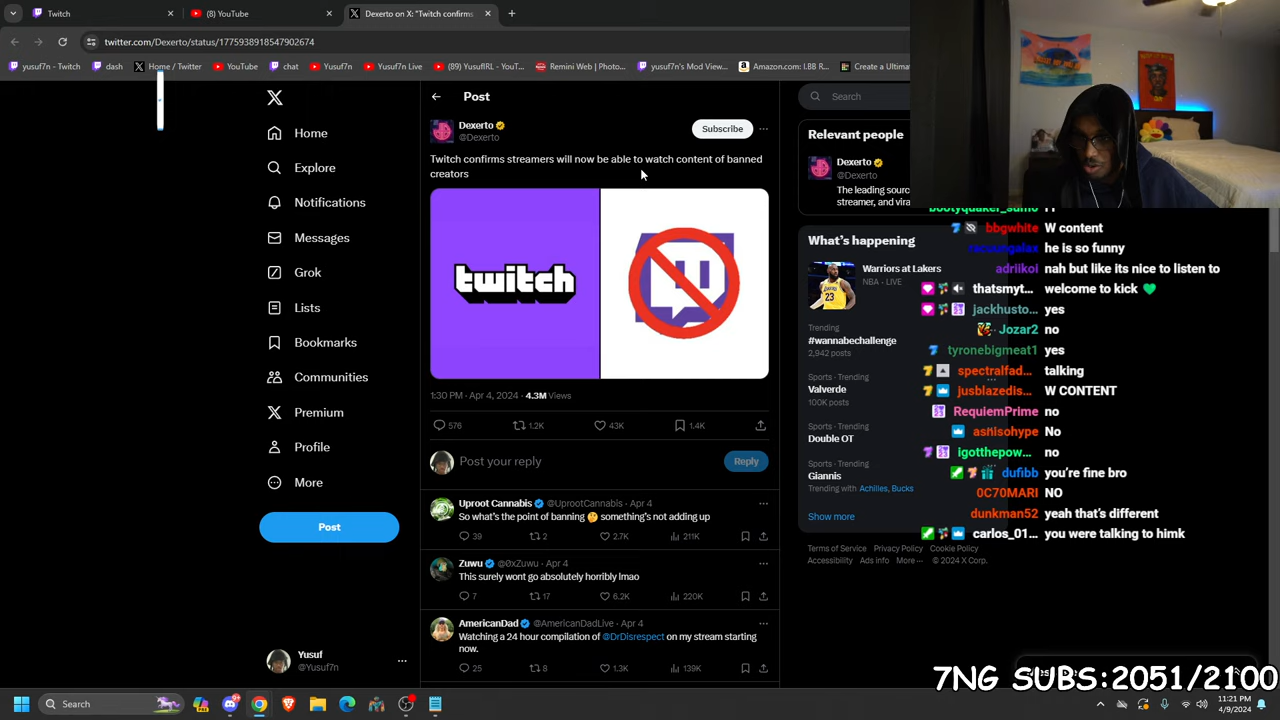 Twitch
(8) YouTube
Dexerto on X: "Twitch confirms
twitter.com/Dexerto/status/1775938918547902674
yusuf7n - Twitch
dash
Home / Twitter
YouTube
chat
Yusuf7n
Yusuf7n Live
(89) YusufIRL - YouT...
Remini Web | Photo...
yusuf7n's Mod View...
Amazon.com: LBB R...
Create a Ultimat
Home
Explore
Notifications
Messages
Grok
Lists
Bookmarks
Communities
Premium
Profile
More
Post
Yusuf
@Yusuf7n
Post
Dexerto
@Dexerto
Subscribe
Twitch confirms streamers will now be able to watch content of banned
creators
twitch
1:30 PM · Apr 4, 2024 · 4.3M Views
576
1.2K
43K
1.4K
Post your reply
Reply
Uproot Cannabis @UprootCannabis · Apr 4
So what's the point of banning 🤔 something's not adding up
39
2
2.7K
211K
Zuwu @0xZuwu · Apr 4
This surely wont go absolutely horribly lmao
7
17
6.2K
220K
AmericanDad @AmericanDadLive · Apr 4
Watching a 24 hour compilation of @DrDisrespect on my stream starting
now.
25
8
1.3K
139K
Search
Relevant people
Dexerto
@Dexerto
The leading sourc
streamer, and vira
What's happening
Warriors at Lakers
NBA · LIVE
Trending
#wannabechallenge
2,942 posts
Sports · Trending
Valverde
100K posts
Sports · Trending
Double OT
Sports · Trending
Giannis
Trending with Achilles, Bucks
Show more
Terms of Service Privacy Policy Cookie Policy
Accessibility Ads info More ··· © 2024 X Corp.
bbgwhite W content
he is so funny
adriikoi nah but like its nice to listen to
thatsmyt... welcome to kick 💚
jackhusto... yes
Jozar2 no
tyronebigmeat1 yes
spectralfad... talking
jusblazedis... W CONTENT
RequiemPrime no
ashisohype No
igotthepow... no
dufibb you're fine bro
0C70MARI NO
dunkman52 yeah that's different
carlos_01... you were talking to himk
7NG SUBS:2051/2100
Search
11:21 PM
4/9/2024